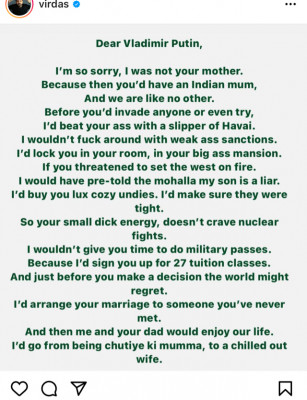 virdas
Dear Vladimir Putin,
I'm so sorry, I was not your mother.
Because then you'd have an Indian mum,
And we are like no other.
Before you'd invade anyone or even try,
I'd beat your ass with a slipper of Havai.
I wouldn't fuck around with weak ass sanctions.
I'd lock you in your room, in your big ass mansion.
If you threatened to set the west on fire.
I would have pre-told the mohalla my son is a liar.
I'd buy you lux cozy undies. I'd make sure they were
tight.
So your small dick energy, doesn't crave nuclear
fights.
I wouldn't give you time to do military passes.
Because I'd sign you up for 27 tuition classes.
And just before you make a decision the world might
regret.
I'd arrange your marriage to someone you've never
met.
And then me and your dad would enjoy our life.
I'd go from being chutiye ki mumma, to a chilled out
wife.